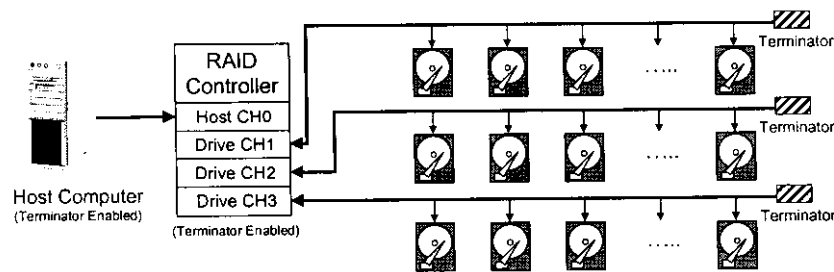 Host Computer
(Terminator Enabled)
RAID
Controller
Host CH0
Drive CH1
Drive CH2
Drive CH3
(Terminator Enabled)
Terminator
.....
Terminator
.....
Terminator
.....